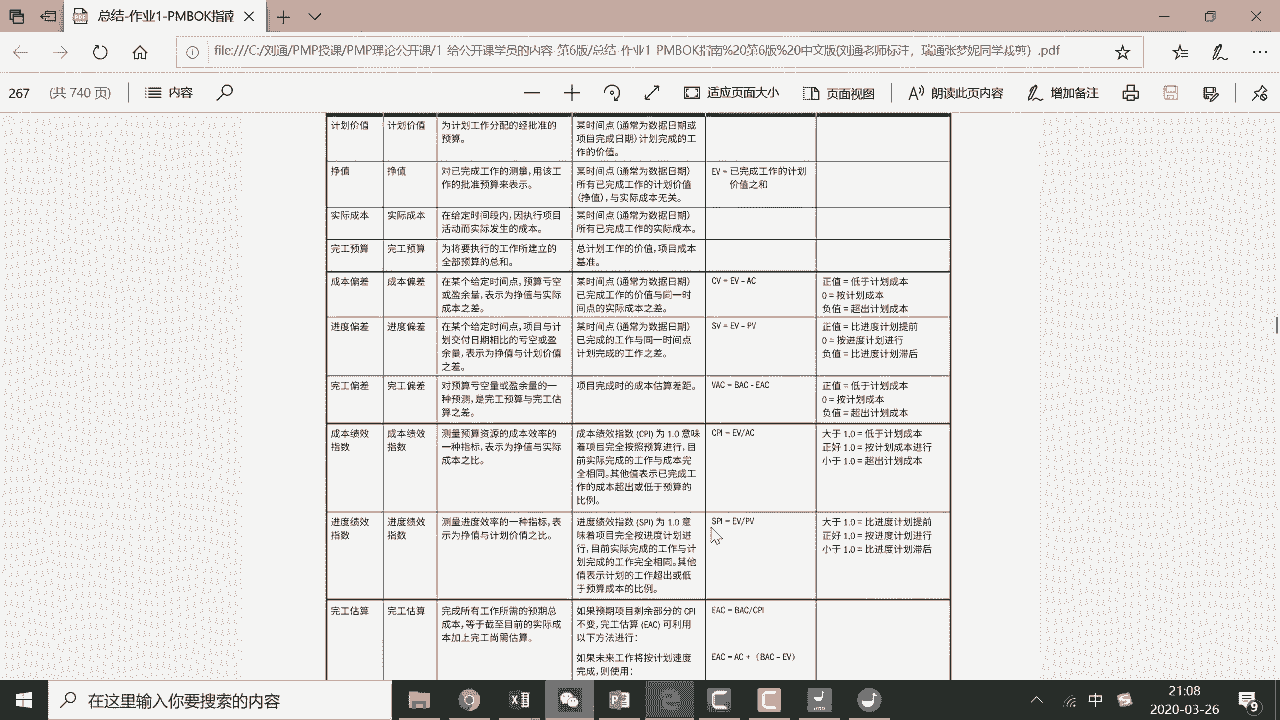 总结-作业1-PMBOK指南
file:///C:/刘通/PMP授课/PMP理论公开课/1 给公开课学员的内容 第6版/总结 作业1 PMBOK指南%20第6版%20中文版(刘通老师标注，瑞通张梦妮同学裁剪) .pdf
267 (共 740 页) 内容 适应页面大小 页面视图 朗读此页内容 增加备注
计划价值 计划价值 为计划工作分配的经批准的 某时间点(通常为数据日期或
预算。 项目完成日期)计划完成的工
作的价值。
挣值 挣值 对已完成工作的测量,用该工 某时间点(通常为数据日期) EV = 已完成工作的计划
作的批准预算来表示。 所有已完成工作的计划价值 价值之和
(挣值),与实际成本无关。
实际成本 实际成本 在给定时间段内,因执行项目 某时间点(通常为数据日期)
活动而实际发生的成本。 所有已完成工作的实际成本。
完工预算 完工预算 为将要执行的工作所建立的 总计划工作的价值,项目成本
全部预算的总和。 基准。
成本偏差 成本偏差 在某个给定时间点,预算亏空 某时间点(通常为数据日期) CV = EV - AC 正值 = 低于计划成本
或盈余量,表示为挣值与实际 已完成工作的价值与同一时 0 = 按计划成本
成本之差。 间点的实际成本之差。 负值 = 超出计划成本
进度偏差 进度偏差 在某个给定时间点,项目与计 某时间点(通常为数据日期) SV = EV - PV 正值 = 比进度计划提前
划交付日期相比的亏空或盈 已完成的工作与同一时间点 0 = 按进度计划进行
余量,表示为挣值与计划价值 计划完成的工作之差。 负值 = 比进度计划滞后
之差。
完工偏差 完工偏差 对预算亏空量或盈余量的一 项目完成时的成本估算差距。 VAC = BAC - EAC 正值 = 低于计划成本
种预测,是完工预算与完工估 0 = 按计划成本
算之差。 负值 = 超出计划成本
成本绩效 成本绩效 测量预算资源的成本效率的 成本绩效指数 (CPI) 为 1.0 意味 CPI = EV/AC 大于 1.0 = 低于计划成本
指数 指数 一种指标,表示为挣值与实际 着项目完全按照预算进行,目 正好 1.0 = 按计划成本进行
成本之比。 前实际完成的工作与成本完 小于 1.0 = 超出计划成本
全相同。其他值表示已完成工
作的成本超出或低于预算的
比例。
进度绩效 进度绩效 测量进度效率的一种指标,表 进度绩效指数 (SPI) 为 1.0 意 SPI = EV/PV 大于 1.0 = 比进度计划提前
指数 指数 示为挣值与计划价值之比。 味着项目完全按进度计划进 正好 1.0 = 按进度计划进行
行,目前实际完成的工作与计 小于 1.0 = 比进度计划滞后
划完成的工作完全相同。其他
值表示计划的工作超出或低
于预算成本的比例。
完工估算 完工估算 完成所有工作所需的预期总 如果预期项目剩余部分的 CPI EAC = BAC/CPI
成本,等于截至目前的实际成 不变,完工估算 (EAC) 可利用
本加上完工尚需估算。 以下方法进行：
如果未来工作将按计划速度 EAC = AC + (BAC - EV)
完成,则使用：
在这里输入你要搜索的内容
中
21:08
2020-03-26
9